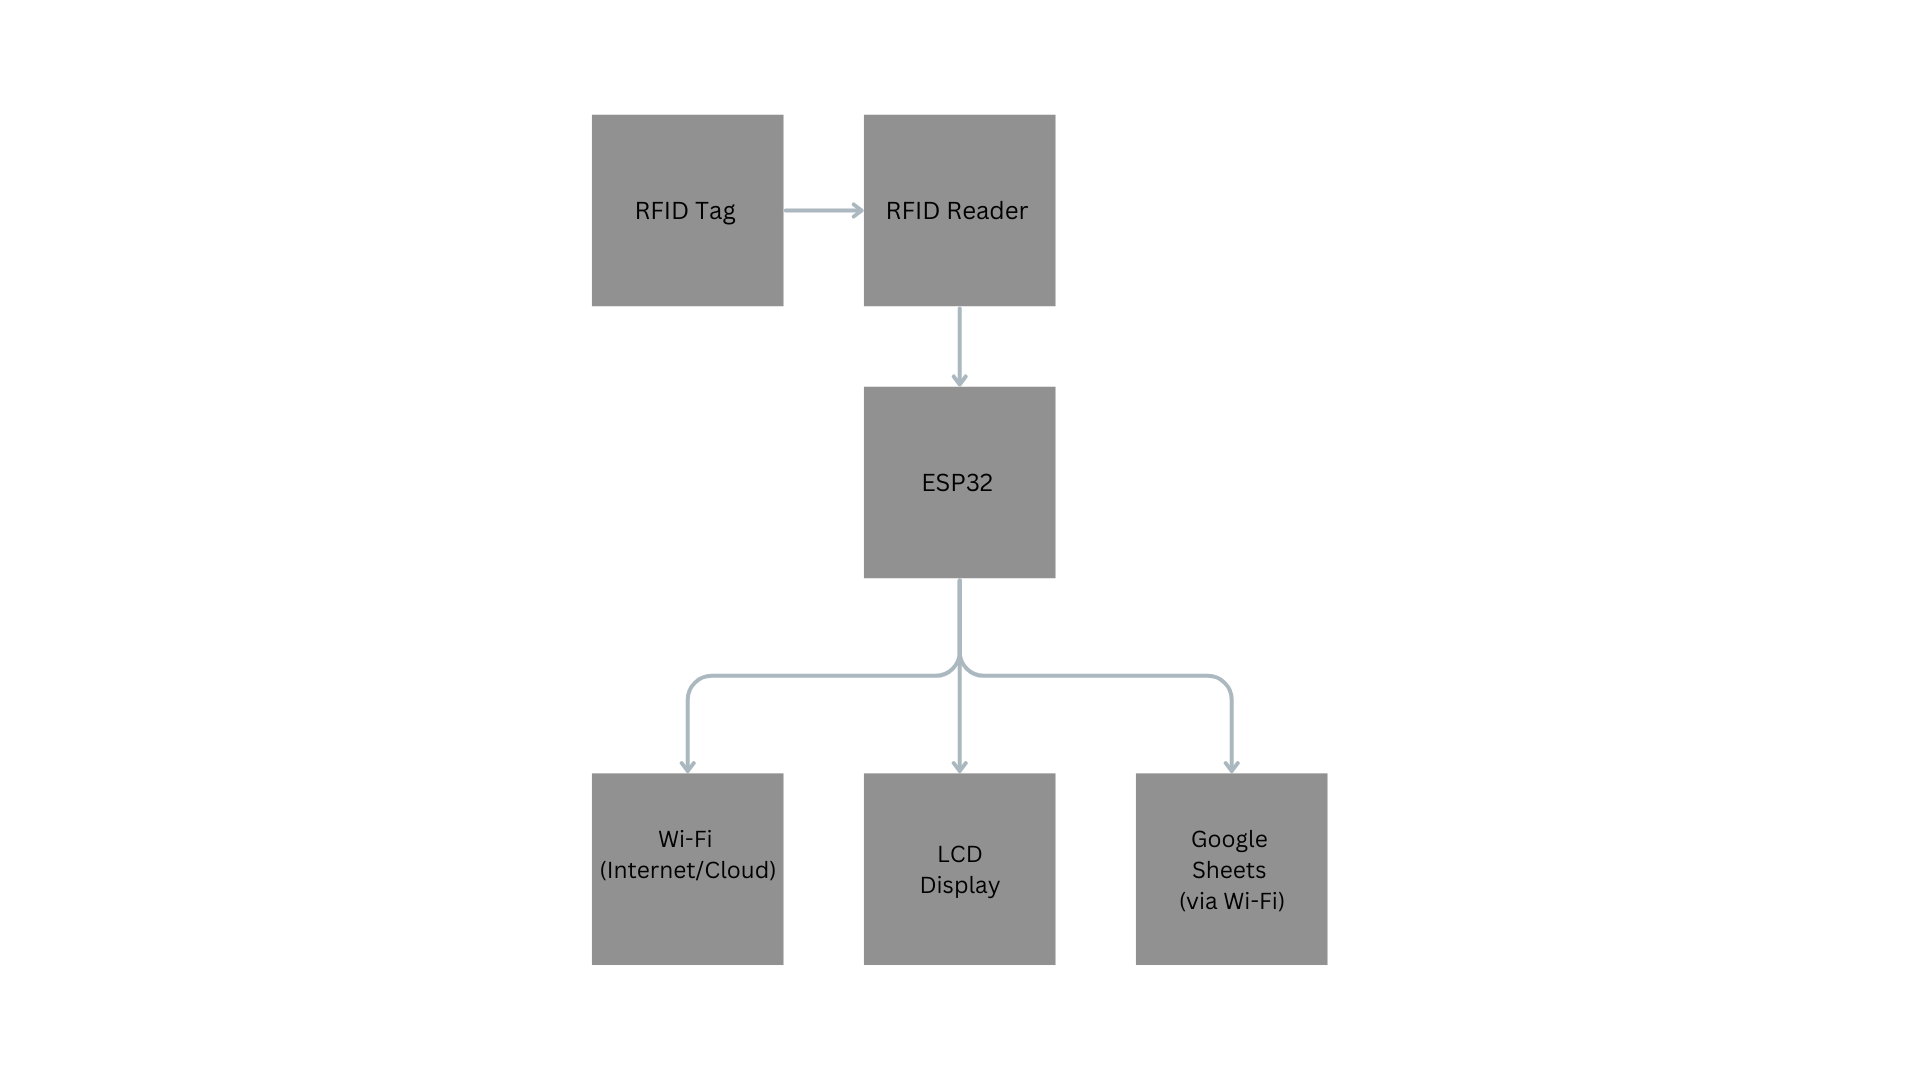 RFID Tag
RFID Reader
ESP32
Wi-Fi
(Internet/Cloud)
LCD
Display
Google
Sheets
(via Wi-Fi)